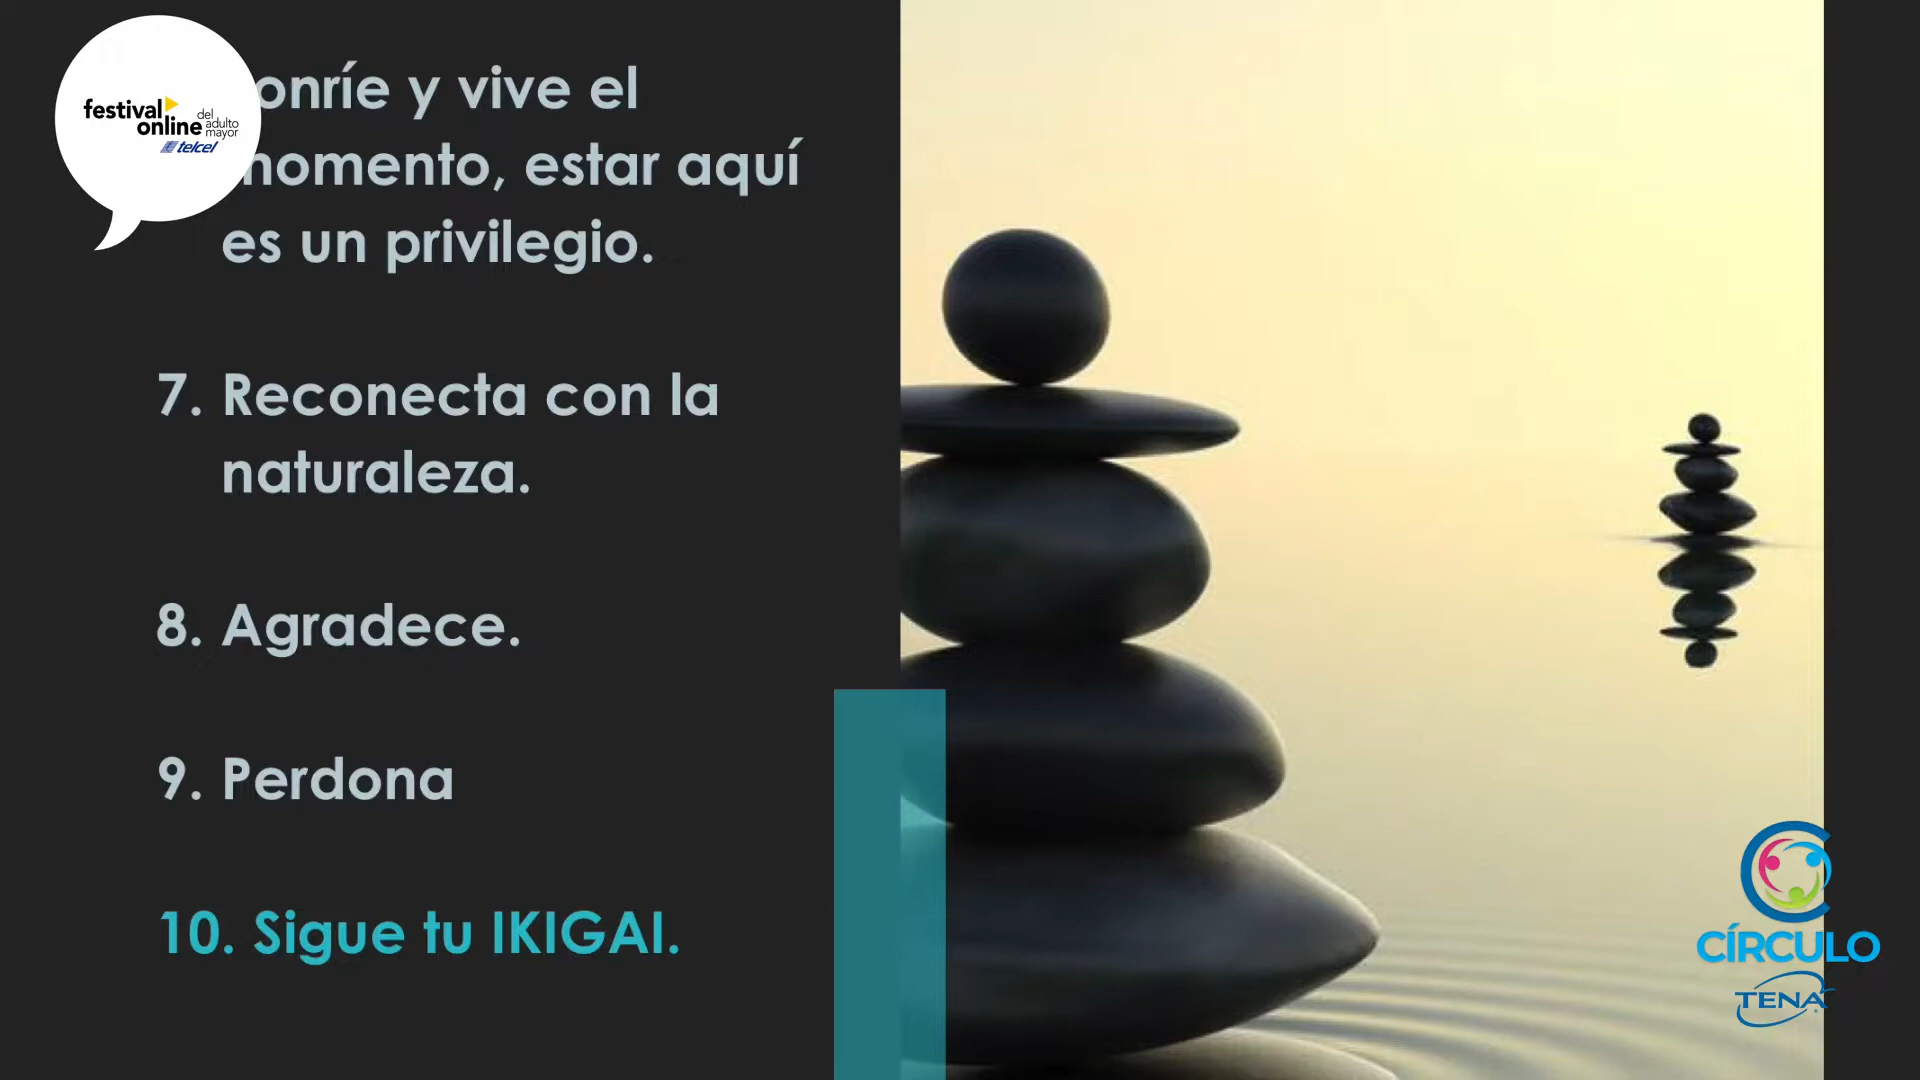 festival
online
del
adulto
mayor
telcel
onríe y vive el
momento, estar aquí
es un privilegio.
7. Reconecta con la
naturaleza.
8. Agradece.
9. Perdona
10. Sigue tu IKIGAI.
CÍRCULO
TENA